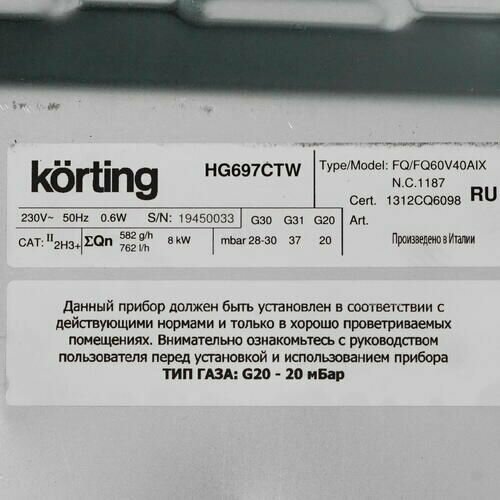 körting HG697CTW Type/Model: FQ/FQ60V40AIX
N.C.1187
Cert. 1312CQ6098 RU
230V~ 50Hz 0.6W S/N: 19450033 G30 G31 G20 Art.
CAT: II2H3+ ΣQn 582 g/h 8 kW mbar 28-30 37 20 Произведено в Италии
762 l/h
Данный прибор должен быть установлен в соответствии с
действующими нормами и только в хорошо проветриваемых
помещениях. Внимательно ознакомьтесь с руководством
пользователя перед установкой и использованием прибора
ТИП ГАЗА: G20 - 20 мБар